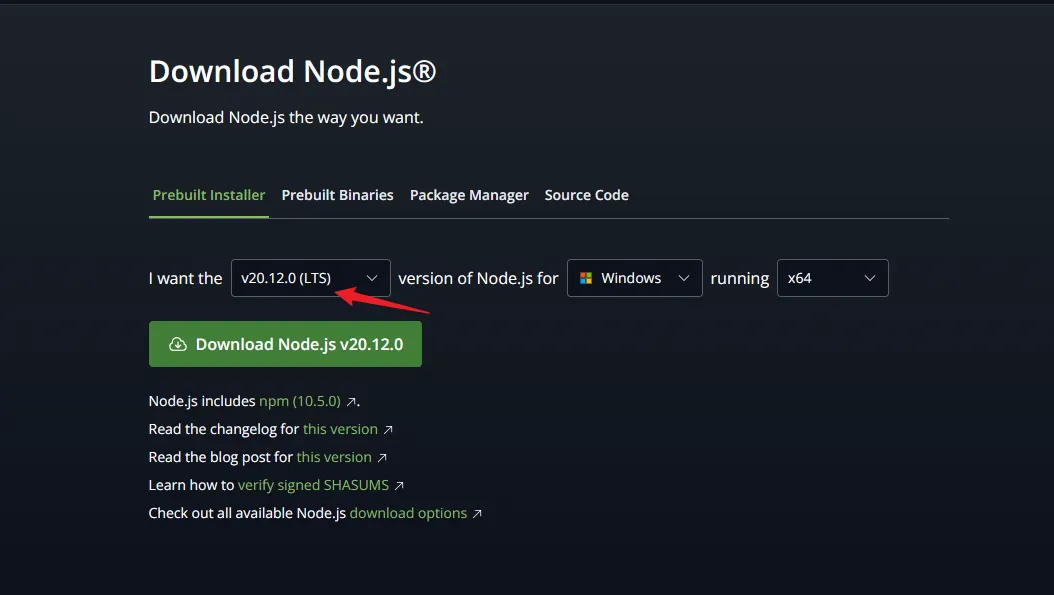 Download Node.js®
Download Node.js the way you want.
Prebuilt Installer Prebuilt Binaries Package Manager Source Code
I want the v20.12.0 (LTS) version of Node.js for Windows running x64
Download Node.js v20.12.0
Node.js includes npm (10.5.0) ↗.
Read the changelog for this version ↗
Read the blog post for this version ↗
Learn how to verify signed SHASUMS ↗
Check out all available Node.js download options ↗